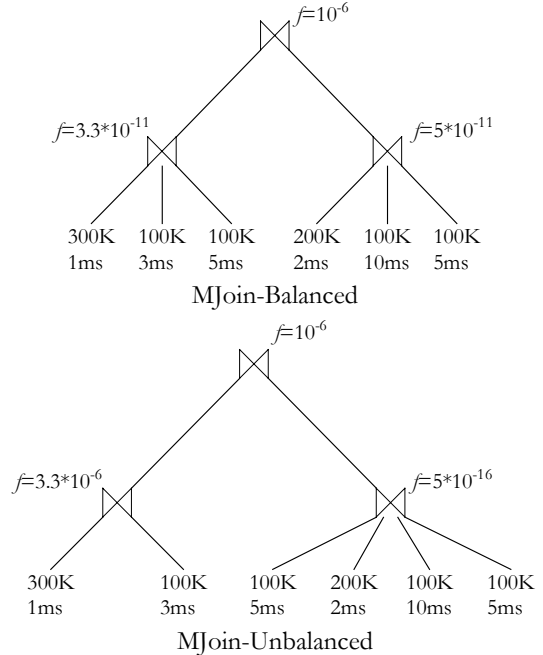 f=10⁻⁶
f=3.3*10⁻¹¹ f=5*10⁻¹¹
300K 100K 100K 200K 100K 100K
1ms 3ms 5ms 2ms 10ms 5ms
MJoin-Balanced
f=10⁻⁶
f=3.3*10⁻⁶ f=5*10⁻¹⁶
300K 100K 100K 200K 100K 100K
1ms 3ms 5ms 2ms 10ms 5ms
MJoin-Unbalanced